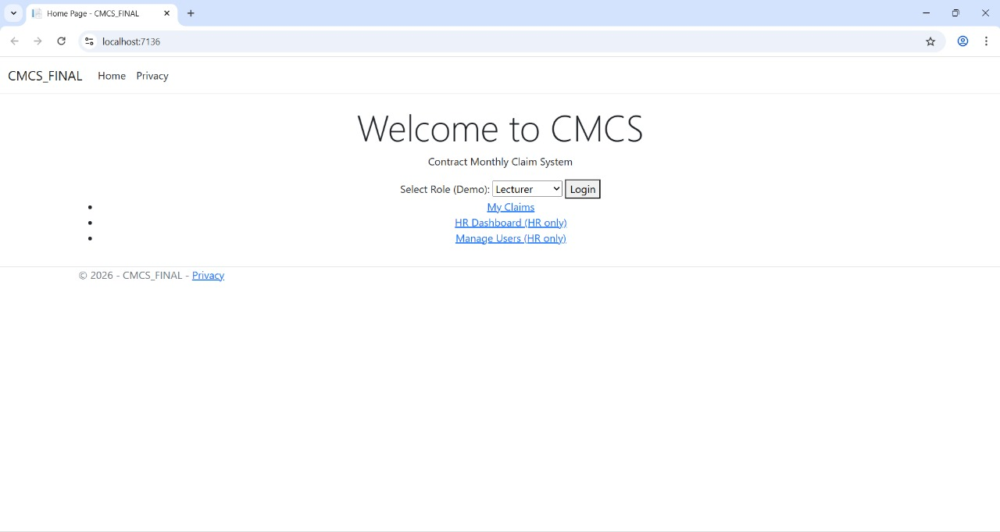 Home Page - CMCS_FINAL
localhost:7136
CMCS_FINAL Home Privacy
Welcome to CMCS
Contract Monthly Claim System
Select Role (Demo): Lecturer Login
My Claims
HR Dashboard (HR only)
Manage Users (HR only)
© 2026 - CMCS_FINAL - Privacy